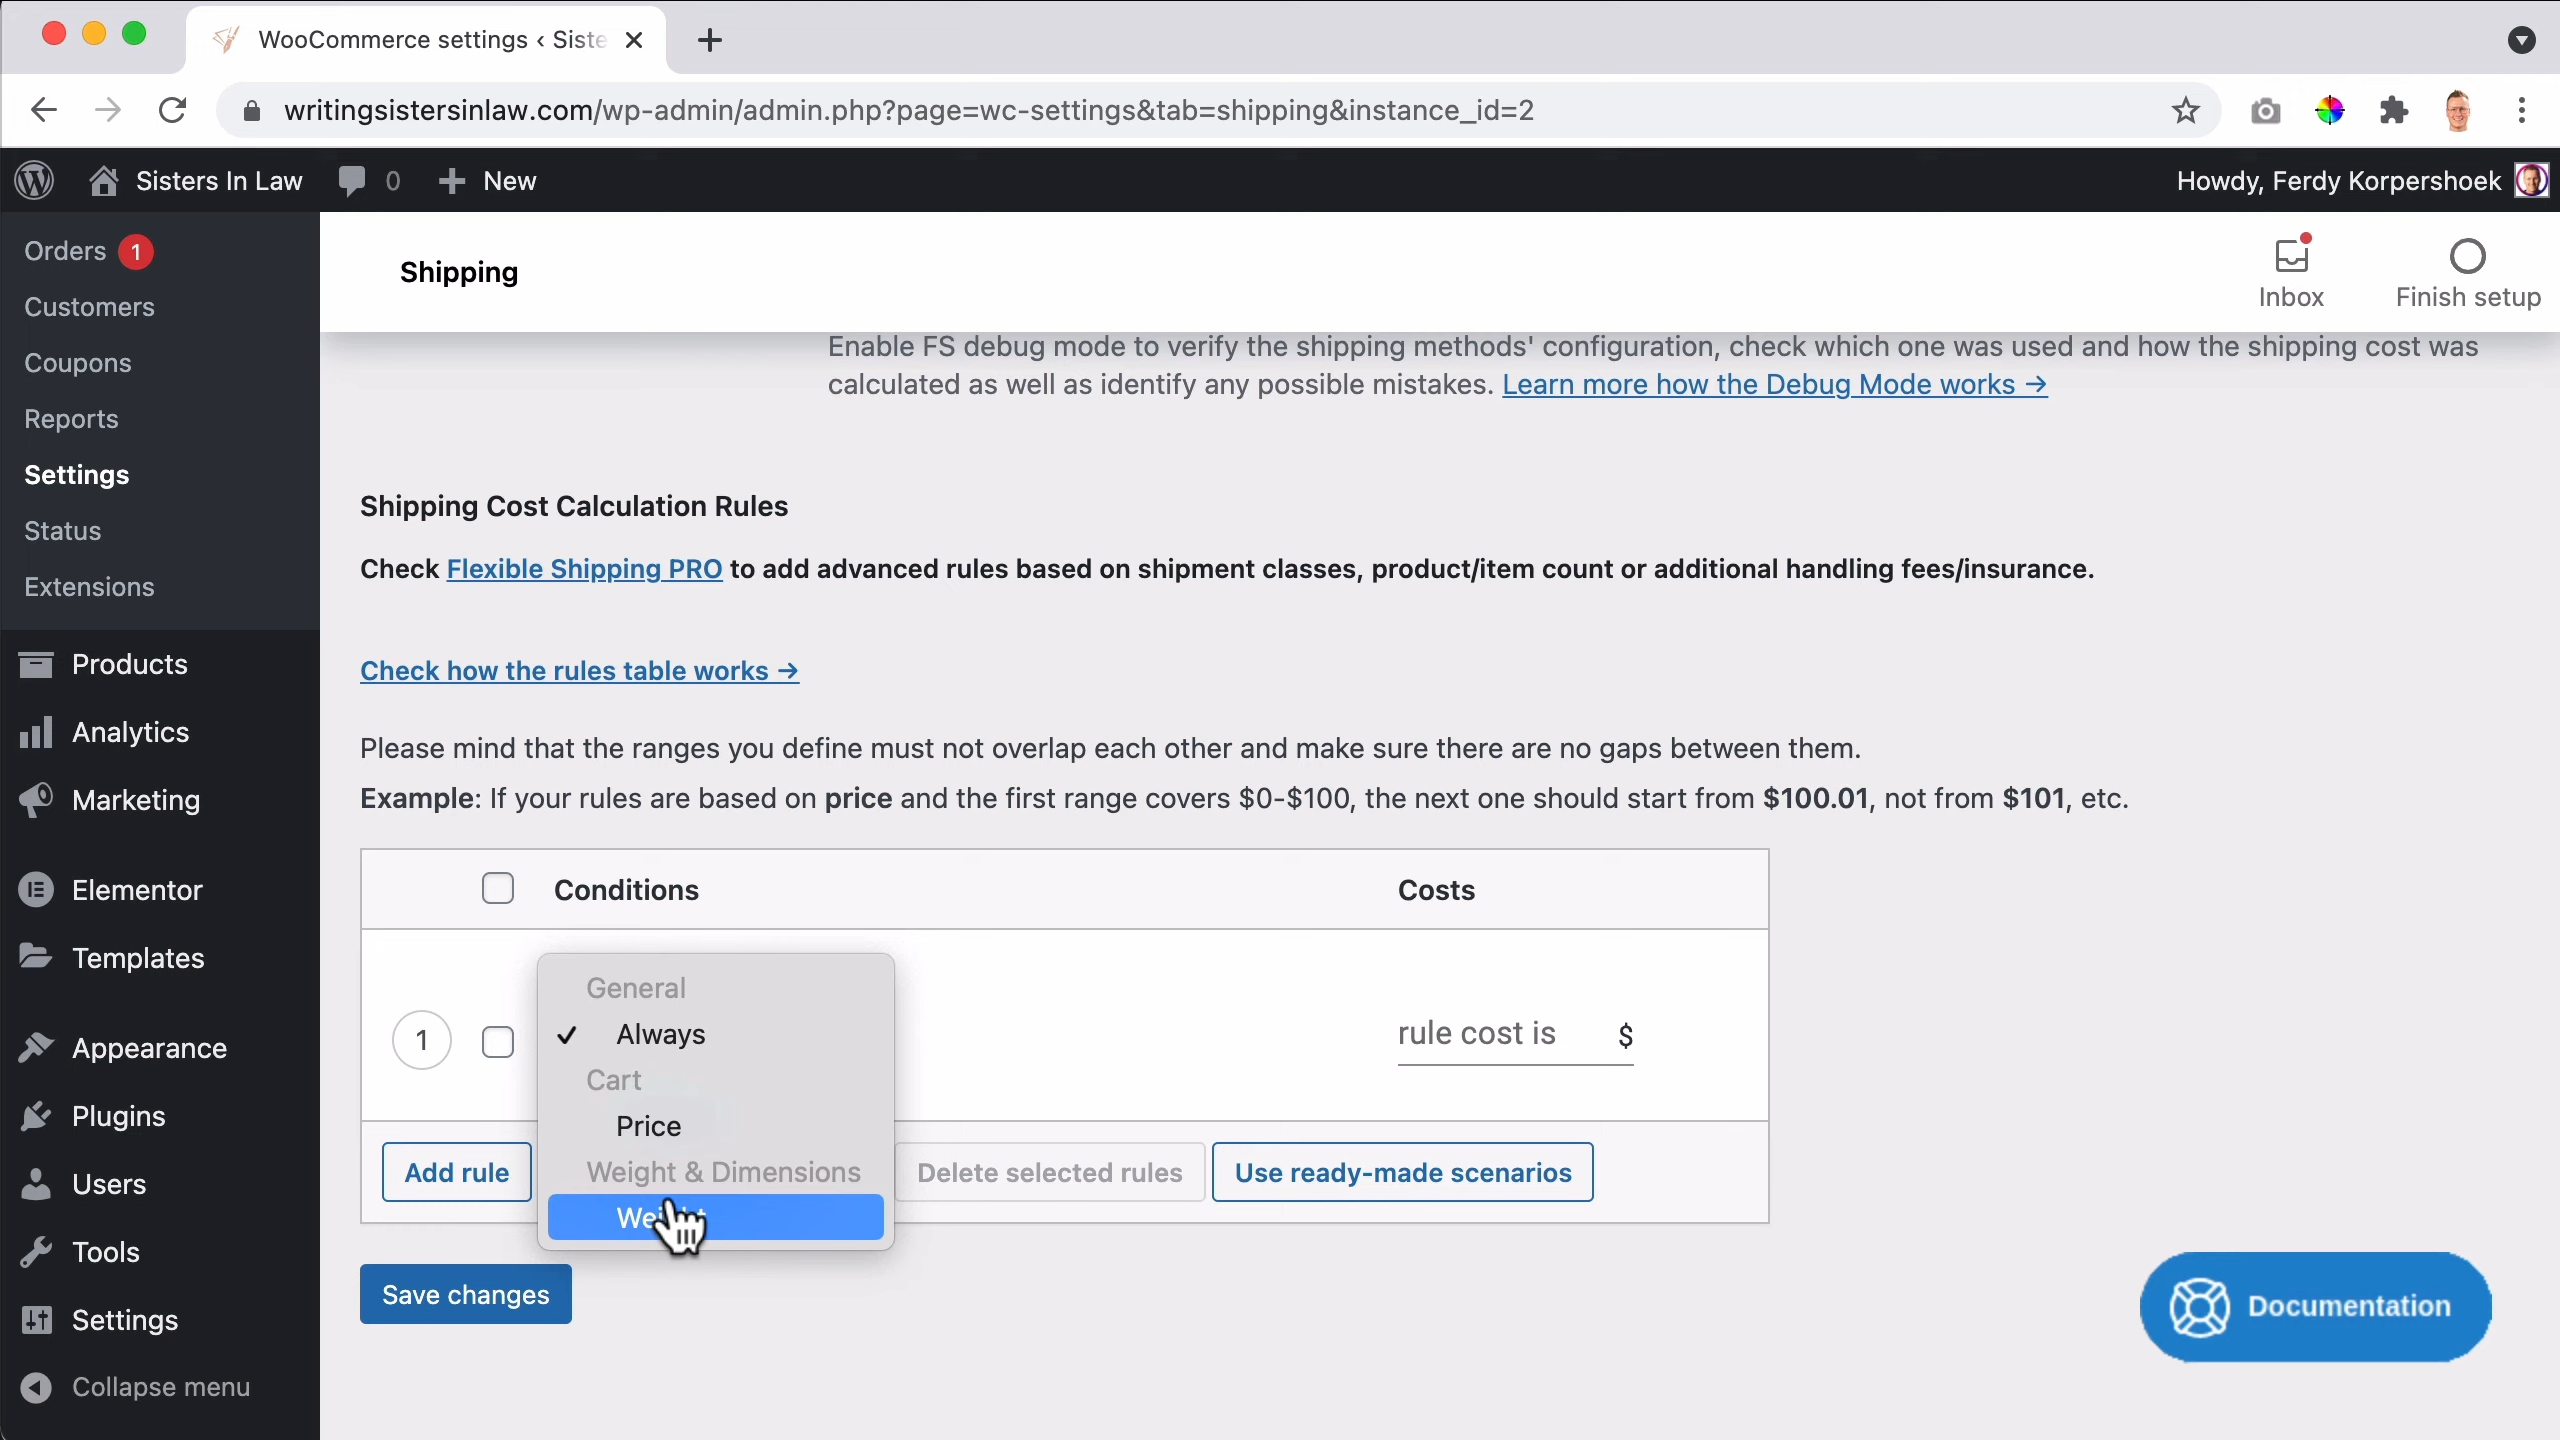 WooCommerce settings ‹ Siste
writingsistersinlaw.com/wp-admin/admin.php?page=wc-settings&tab=shipping&instance_id=2
Sisters In Law 0 New
Howdy, Ferdy Korpershoek
Orders 1
Customers
Coupons
Reports
Settings
Status
Extensions
Products
Analytics
Marketing
Elementor
Templates
Appearance
Plugins
Users
Tools
Settings
Collapse menu
Shipping
Inbox
Finish setup
Enable FS debug mode to verify the shipping methods' configuration, check which one was used and how the shipping cost was
calculated as well as identify any possible mistakes. Learn more how the Debug Mode works →
Shipping Cost Calculation Rules
Check Flexible Shipping PRO to add advanced rules based on shipment classes, product/item count or additional handling fees/insurance.
Check how the rules table works →
Please mind that the ranges you define must not overlap each other and make sure there are no gaps between them.
Example: If your rules are based on price and the first range covers $0-$100, the next one should start from $100.01, not from $101, etc.
Conditions Costs
1
General
✓ Always
Cart
Price
Weight & Dimensions
Weight
rule cost is $
Add rule
Delete selected rules
Use ready-made scenarios
Save changes
Documentation